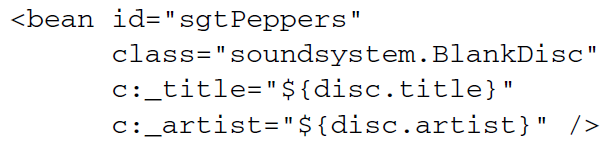 <bean id="sgtPeppers"
class="soundsystem.BlankDisc"
c:_title="${disc.title}"
c:_artist="${disc.artist}" />